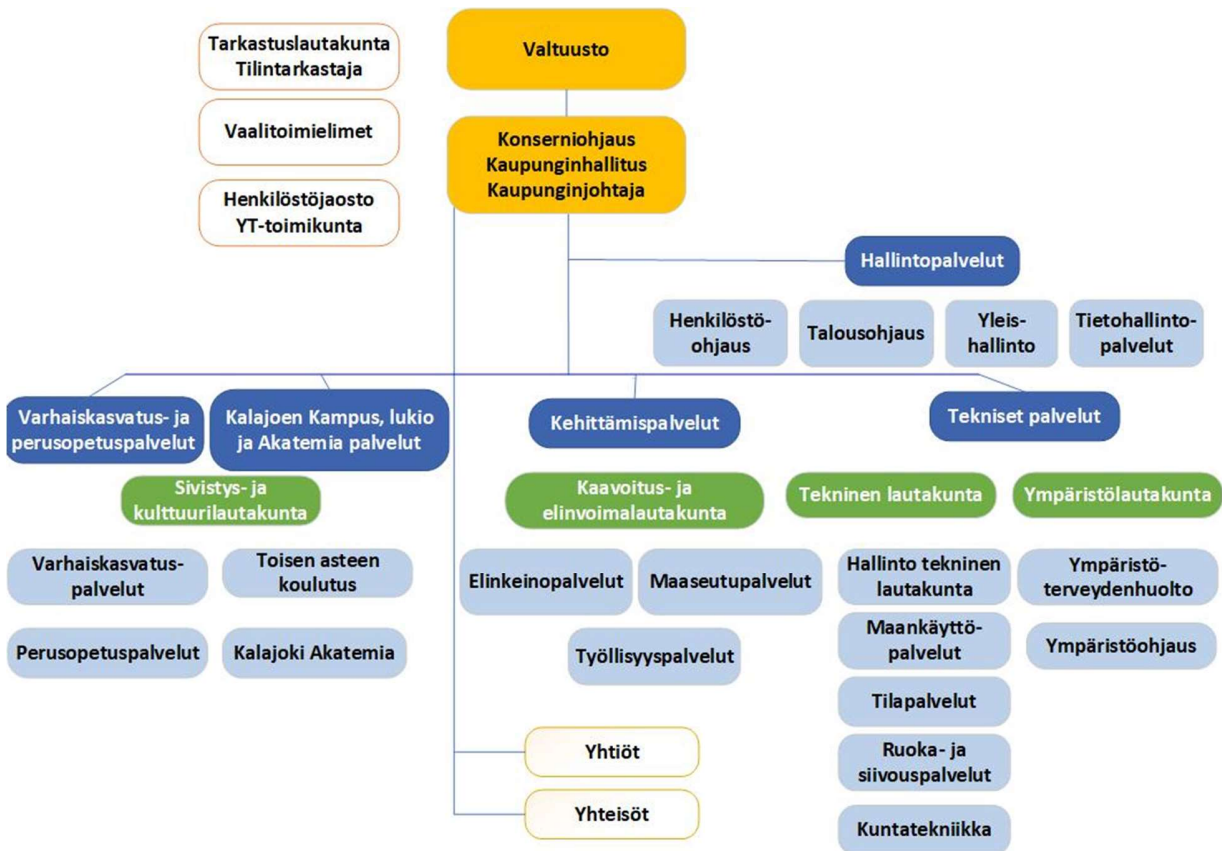 Tarkastuslautakunta
Tilintarkastaja
Valtuusto
Vaalitoimielimet
Konserniohjaus
Kaupunginhallitus
Kaupunginjohtaja
Henkilöstöjaosto
YT-toimikunta
Hallintopalvelut
Henkilöstö-
ohjaus
Talousohjaus
Yleis-
hallinto
Tietohallinto-
palvelut
Varhaiskasvatus- ja
perusopetuspalvelut
Kalajoen Kampus, lukio
ja Akatemia palvelut
Kehittämispalvelut
Tekniset palvelut
Sivistys- ja
kulttuurilautakunta
Kaavoitus- ja
elinvoimalautakunta
Tekninen lautakunta
Ympäristölautakunta
Varhaiskasvatus-
palvelut
Toisen asteen
koulutus
Elinkeinopalvelut
Maaseutupalvelut
Hallinto tekninen
lautakunta
Ympäristö-
terveydenhuolto
Perusopetuspalvelut
Kalajoki Akatemia
Työllisyyspalvelut
Maankäyttö-
palvelut
Ympäristöohjaus
Tilapalvelut
Yhtiöt
Ruoka- ja
siivouspalvelut
Yhteisöt
Kuntatekniikka